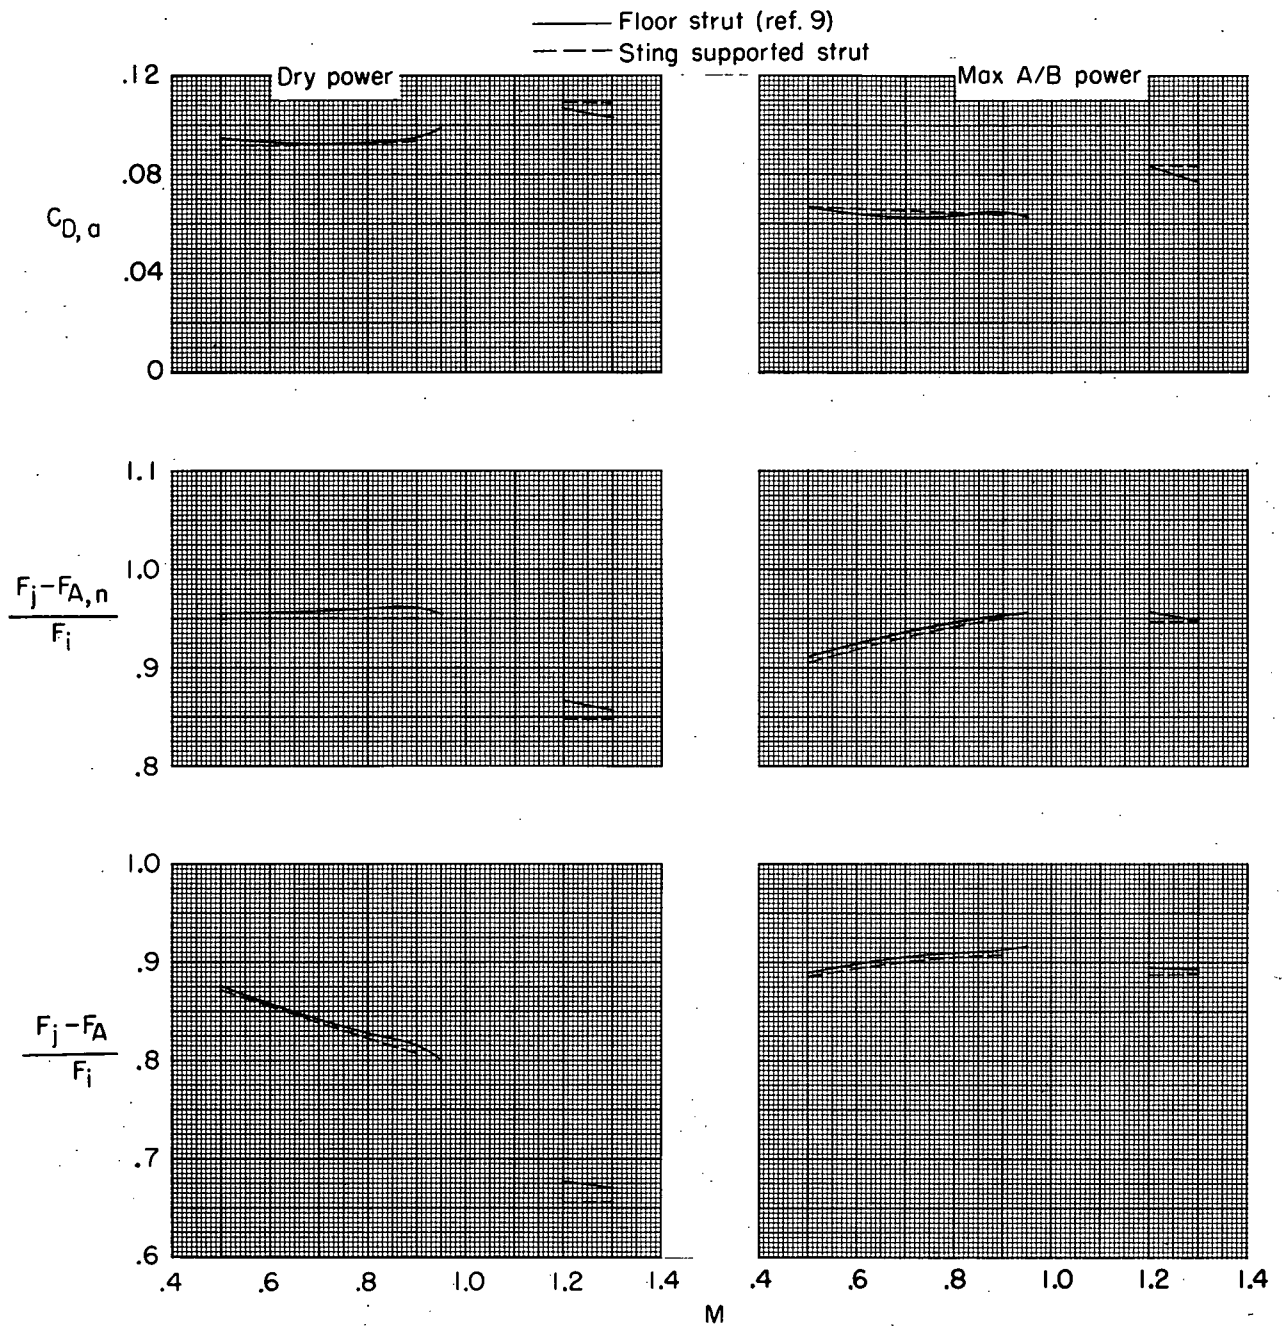 Floor strut (ref. 9)
Sting supported strut
Dry power
Max A/B power
.12
.08
C_D,a
.04
0
1.1
1.0
F_j-F_A,n
F_i
.9
.8
1.0
.9
F_j-F_A
F_i
.8
.7
.6
.4 .6 .8 1.0 1.2 1.4
.4 .6 .8 1.0 1.2 1.4
M